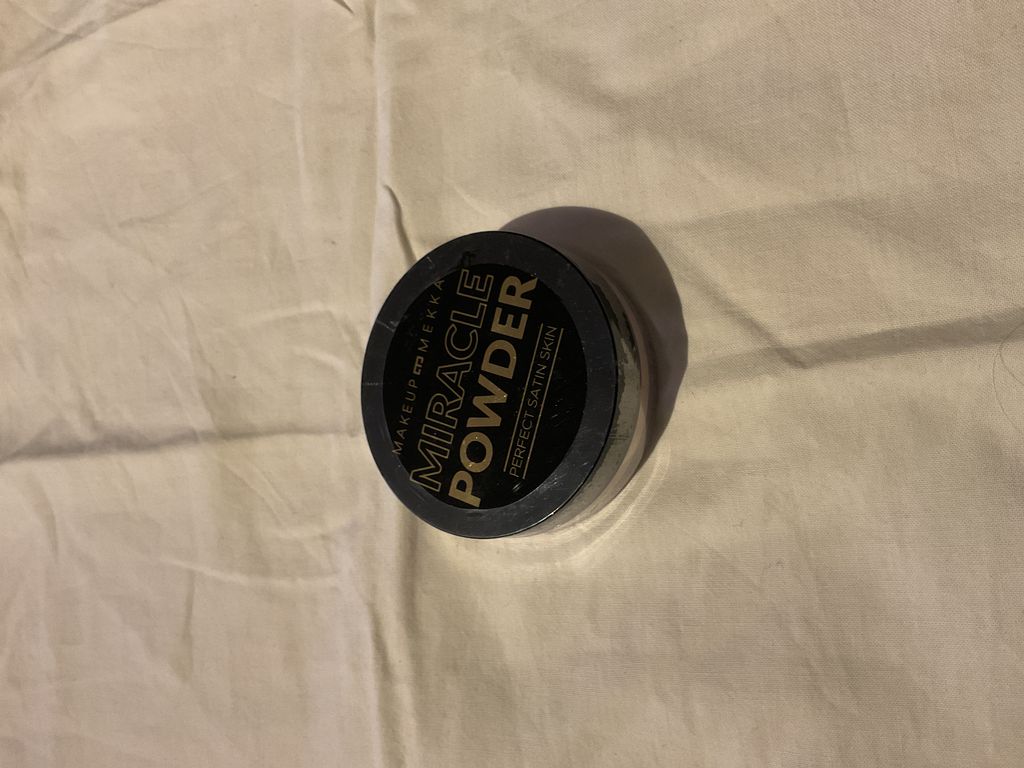 MAKEUP MEKKA
MIRACLE
POWDER
PERFECT SATIN SKIN